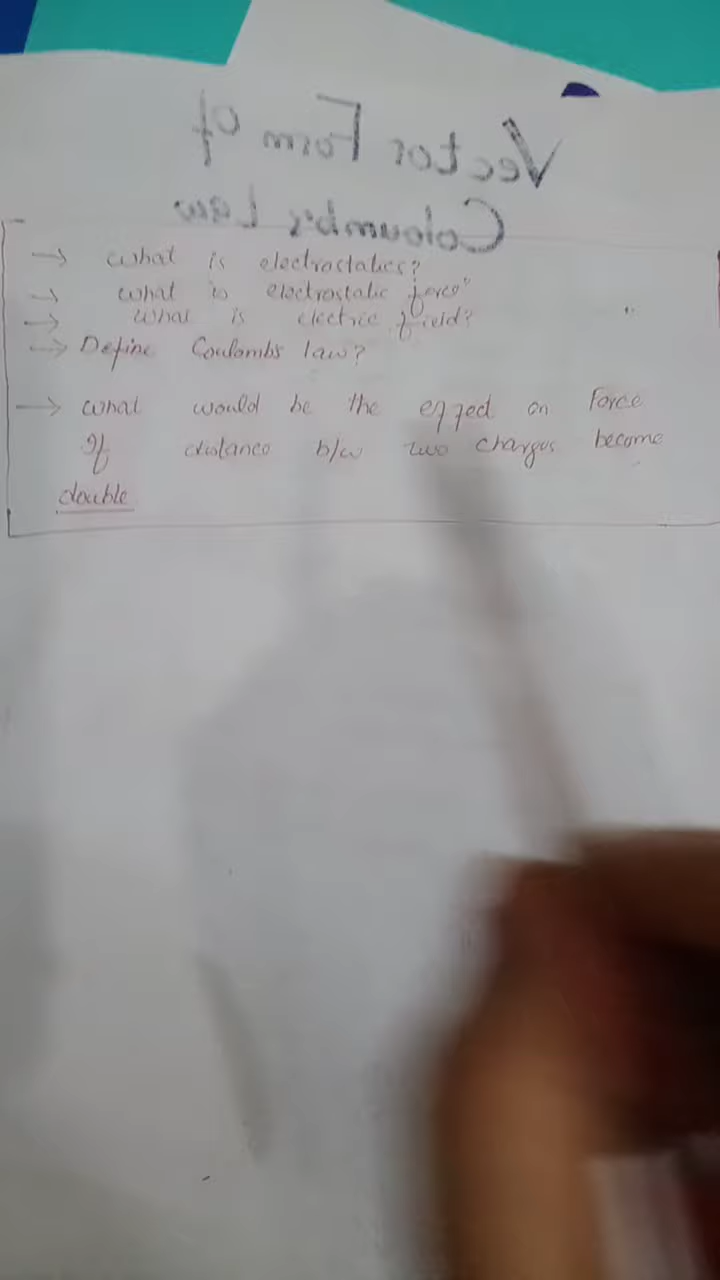 Vector Form of
Coloumb's Law
→ what is electrostatics?
→ what is electrostatic force"
→ what is electric field?
→ Define Coulomb's law?
→ what would be the effect on Force
If distance b/w two charges become
double